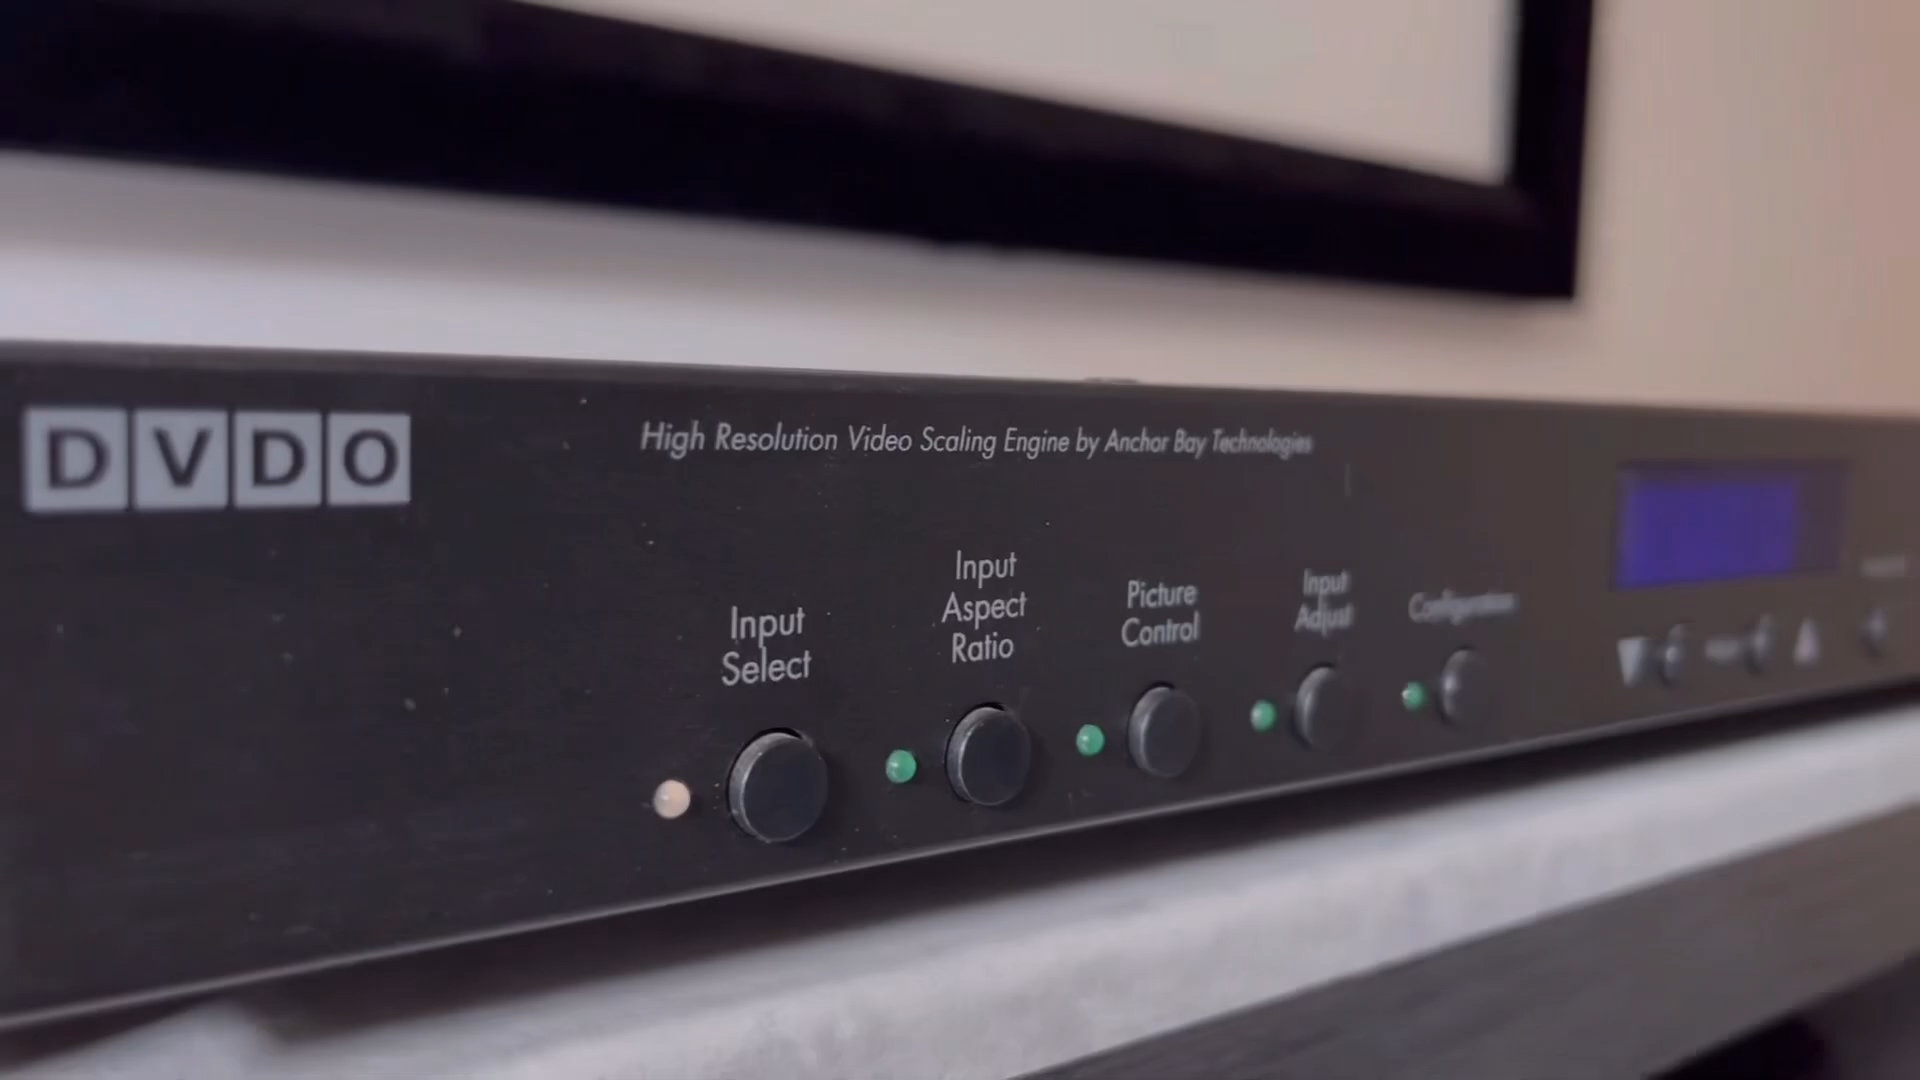 DVDO
High Resolution Video Scaling Engine by Anchor Bay Technologies
Input
Select
Input
Aspect
Ratio
Picture
Control
Input
Adjust
Configuration